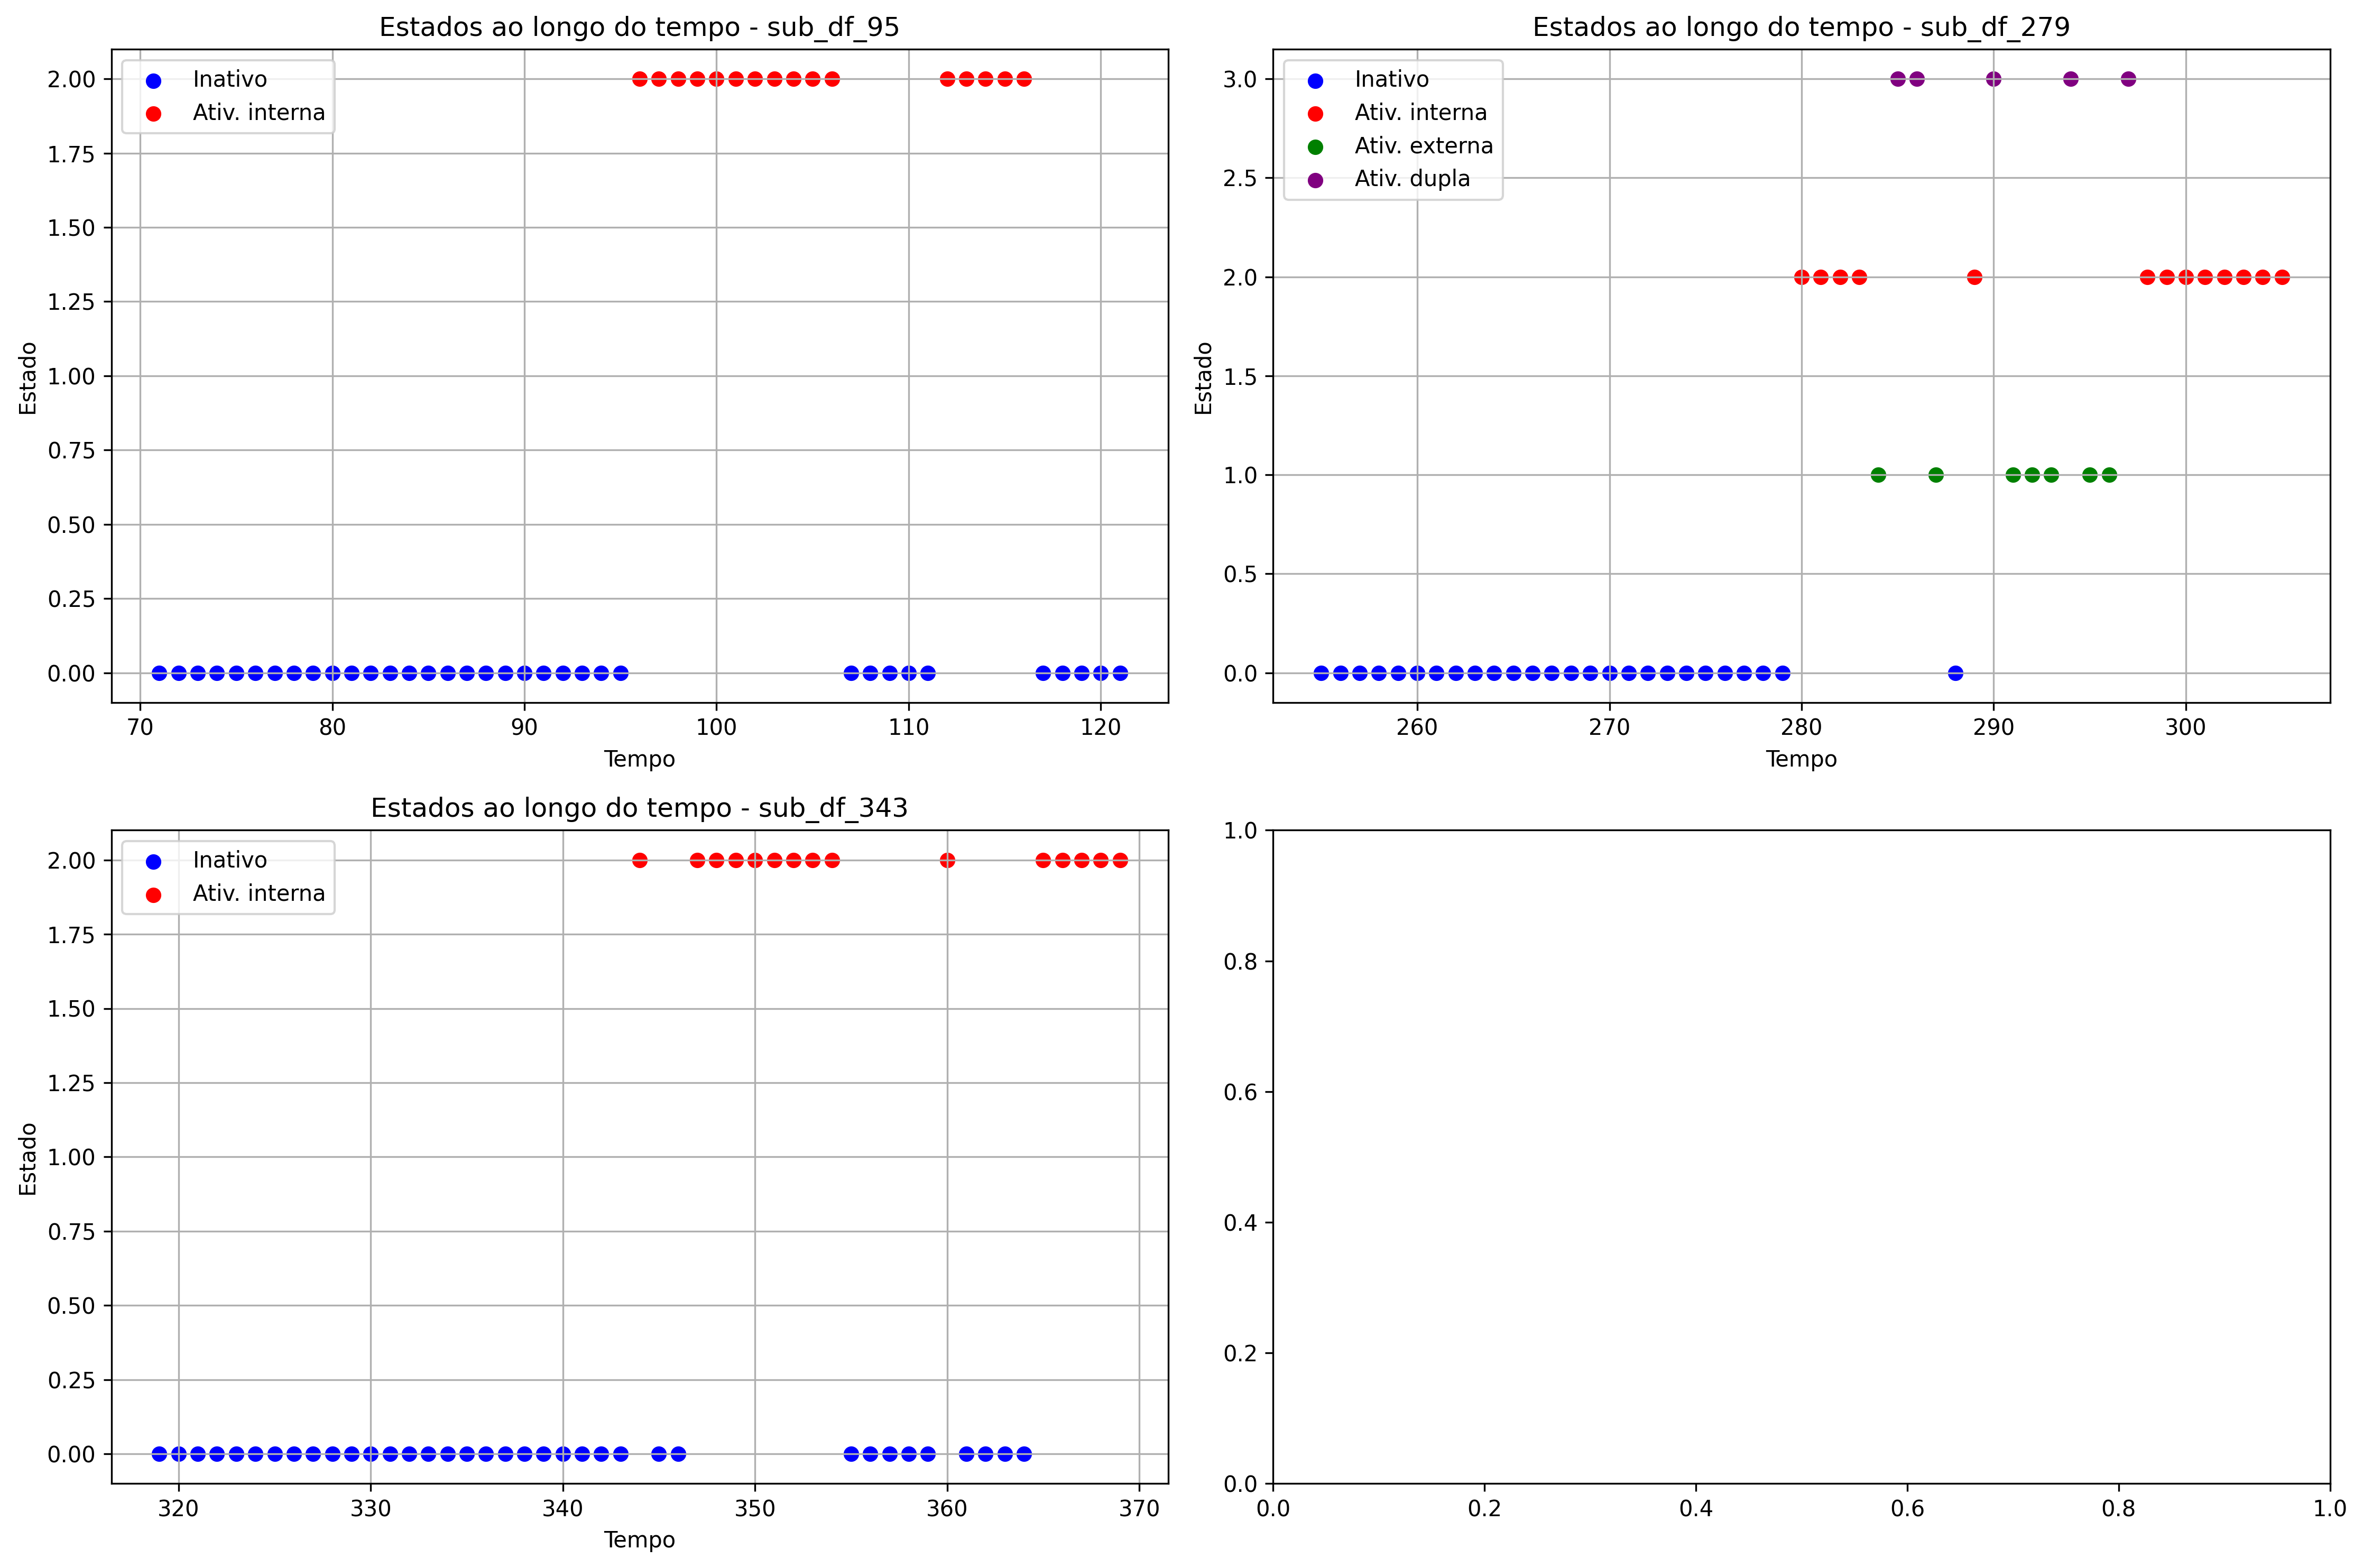 Estados ao longo do tempo - sub_df_95
2.00
1.75
1.50
1.25
1.00
0.75
0.50
0.25
0.00
Estado
Inativo
Ativ. interna
70 80 90 100 110 120
Tempo
Estados ao longo do tempo - sub_df_279
3.0
2.5
2.0
1.5
1.0
0.5
0.0
Estado
Inativo
Ativ. interna
Ativ. externa
Ativ. dupla
260 270 280 290 300
Tempo
Estados ao longo do tempo - sub_df_343
2.00
1.75
1.50
1.25
1.00
0.75
0.50
0.25
0.00
Estado
Inativo
Ativ. interna
320 330 340 350 360 370
Tempo
1.0
0.8
0.6
0.4
0.2
0.0
0.0 0.2 0.4 0.6 0.8 1.0